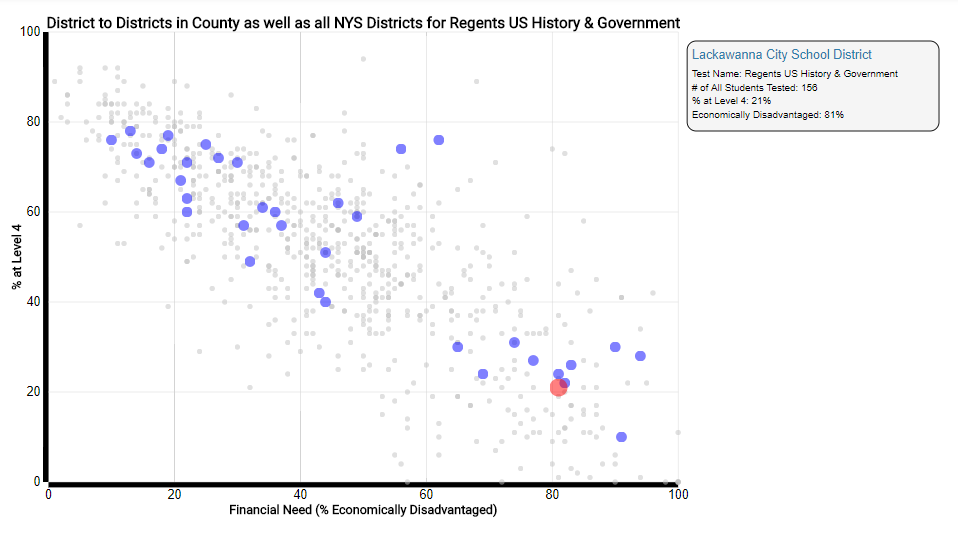 District to Districts in County as well as all NYS Districts for Regents US History & Government
100
80
60
40
20
0
% at Level 4
0 20 40 60 80 100
Financial Need (% Economically Disadvantaged)
Lackawanna City School District
Test Name: Regents US History & Government
# of All Students Tested: 156
% at Level 4: 21%
Economically Disadvantaged: 81%